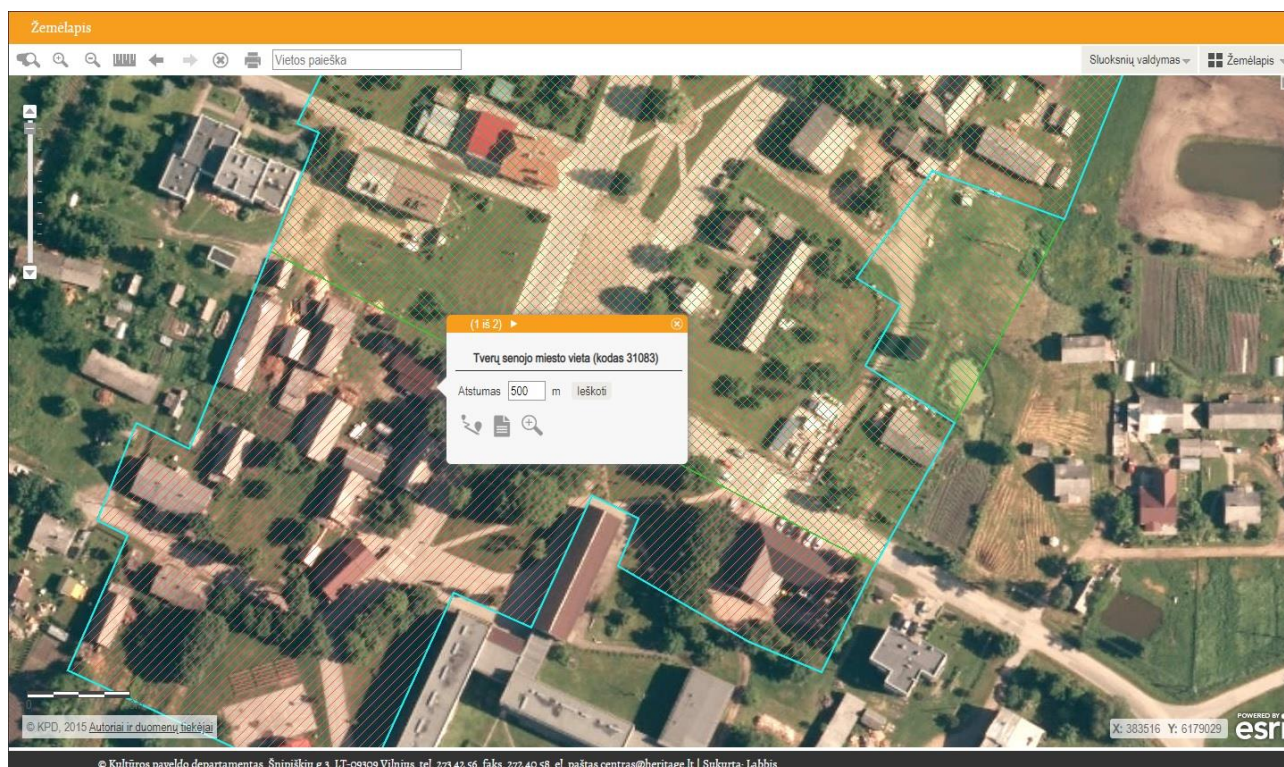 Žemėlapis
Vietos paieška
Sluoksnių valdymas
Žemėlapis
(1 iš 2)
Tverų senojo miesto vieta (kodas 31083)
Atstumas 500 m Ieškoti
© KPD, 2015 Autoriai ir duomenų tiekėjai
X: 383516 Y: 6179029
POWERED BY
esri
© Kultūros paveldo departamentas, Šnipiškių g 3, LT-09309 Vilnius, tel. 273 42 56, faks. 272 40 58, el. paštas centras@heritage.lt | Sukurta: Labbis